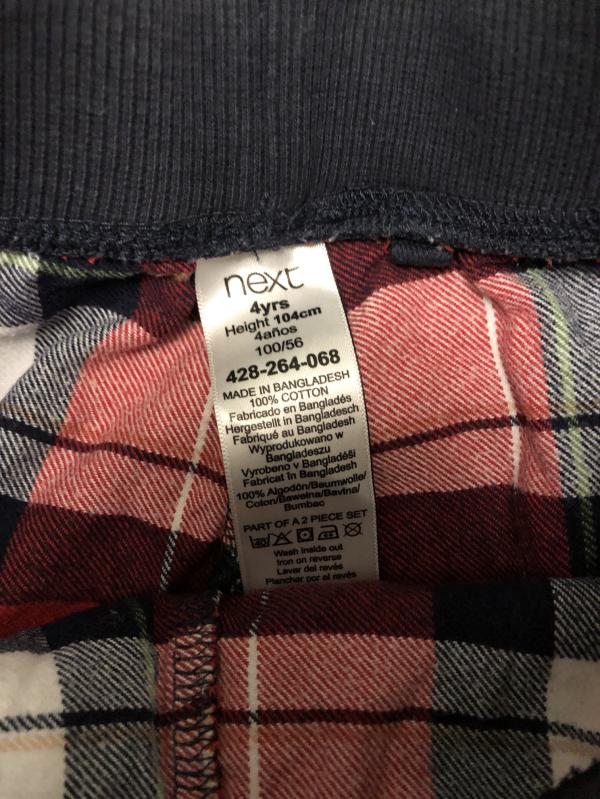 next
4yrs
Height 104cm
4años
100/56
428-264-068
MADE IN BANGLADESH
100% COTTON
Fabricado en Bangladés
Hergestellt in Bangladesch
Fabriqué au Bangladesh
Wyprodukowano w
Bangladeszu
Vyrobeno v Bangladéši
Fabricat în Bangladesh
100% Algodón/Baumwolle/
Coton/Bawełna/Bavlna/
Bumbac
PART OF A 2 PIECE SET
40
Wash inside out
Iron on reverse
Lavar del revés
Planchar por el revés